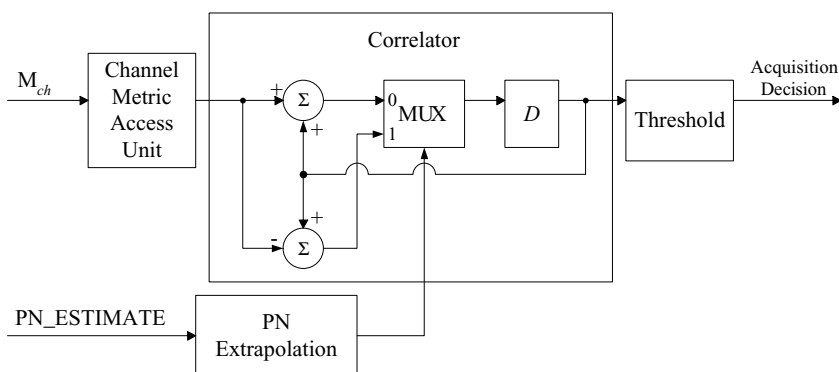 Correlator
M_ch
Channel
Metric
Access
Unit
+
Σ
+
0
1
MUX
D
Threshold
Acquisition
Decision
+
-
Σ
PN_ESTIMATE
PN
Extrapolation